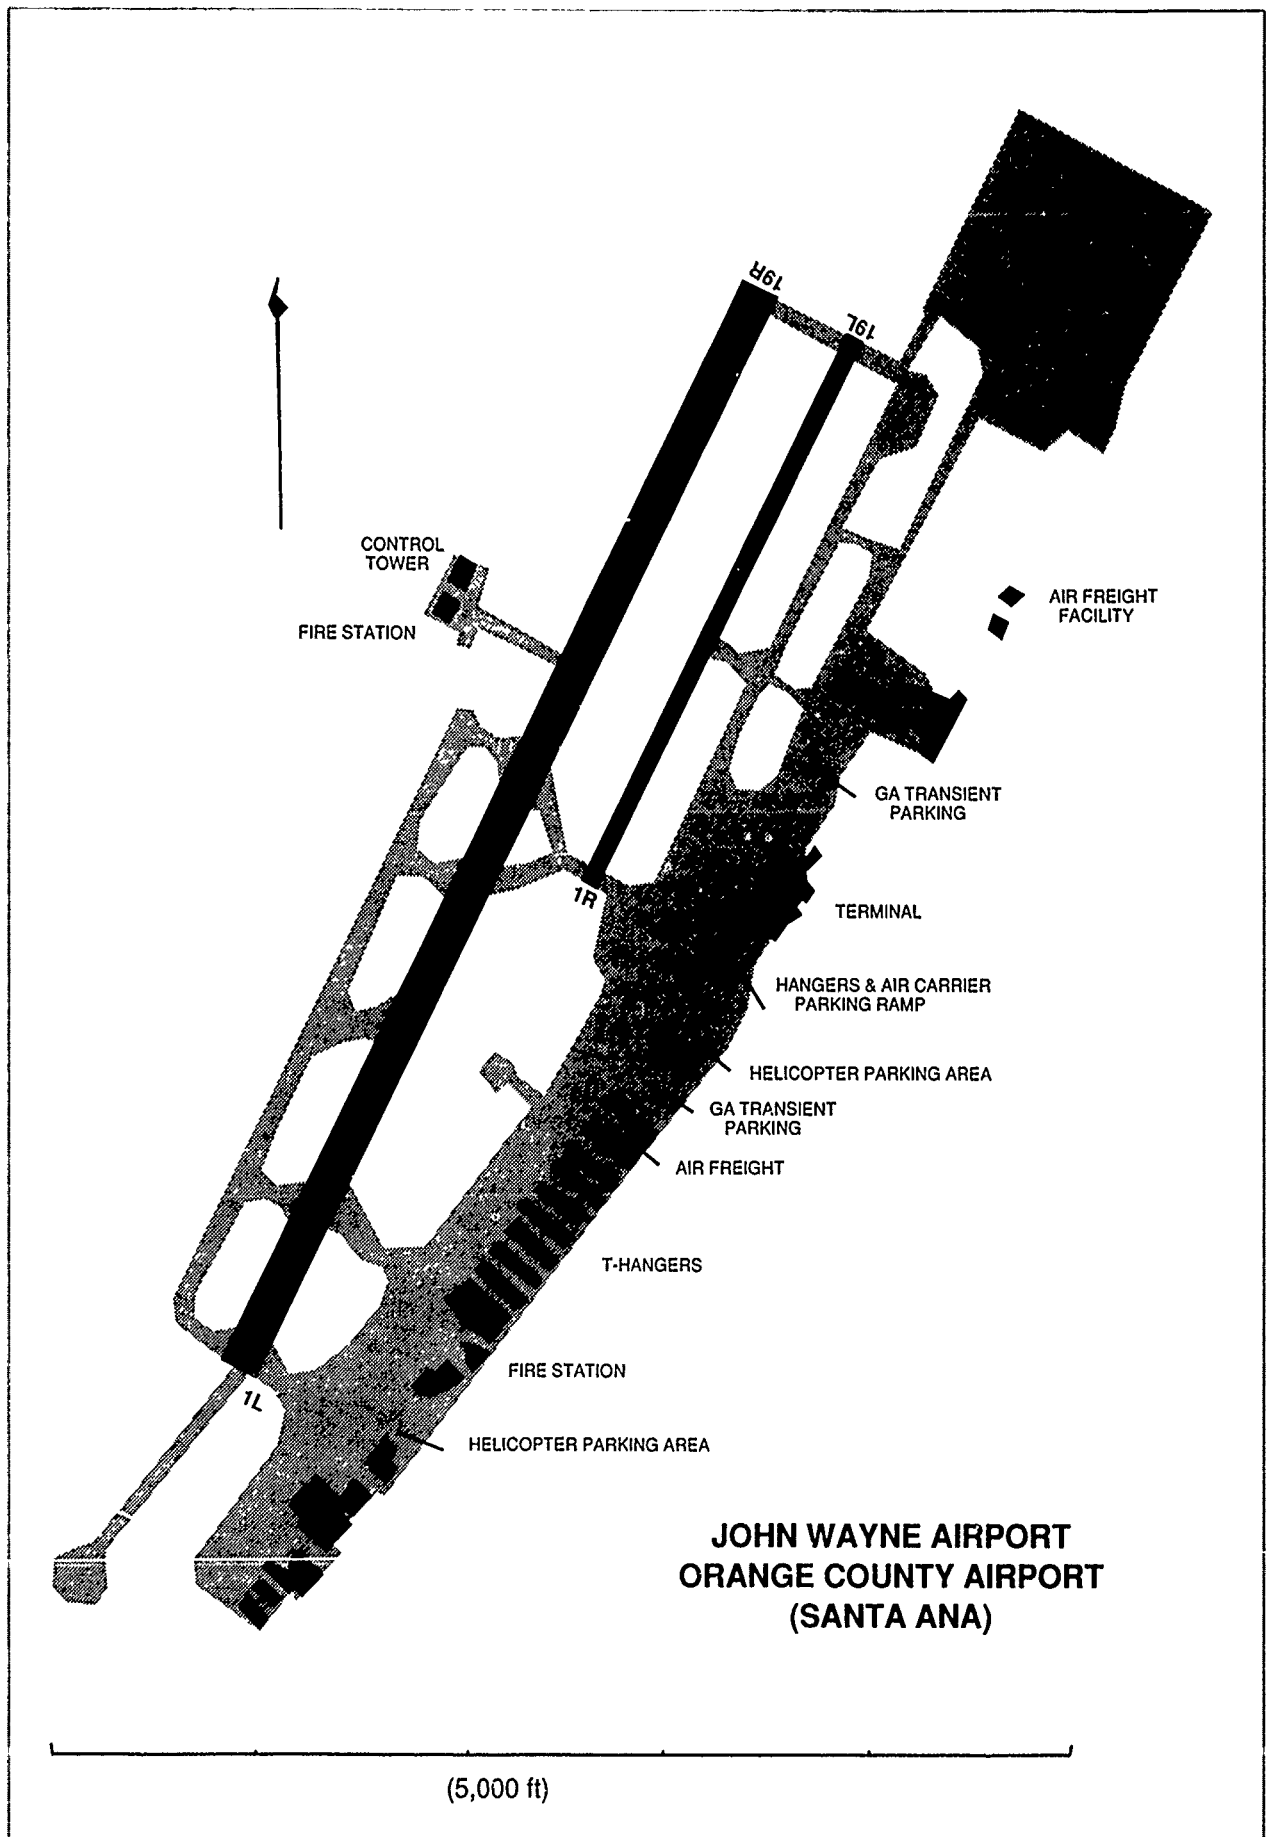 19R
19L
CONTROL
TOWER
FIRE STATION
AIR FREIGHT
FACILITY
GA TRANSIENT
PARKING
1R
TERMINAL
HANGERS & AIR CARRIER
PARKING RAMP
HELICOPTER PARKING AREA
GA TRANSIENT
PARKING
AIR FREIGHT
T-HANGERS
FIRE STATION
1L
HELICOPTER PARKING AREA
JOHN WAYNE AIRPORT
ORANGE COUNTY AIRPORT
(SANTA ANA)
(5,000 ft)